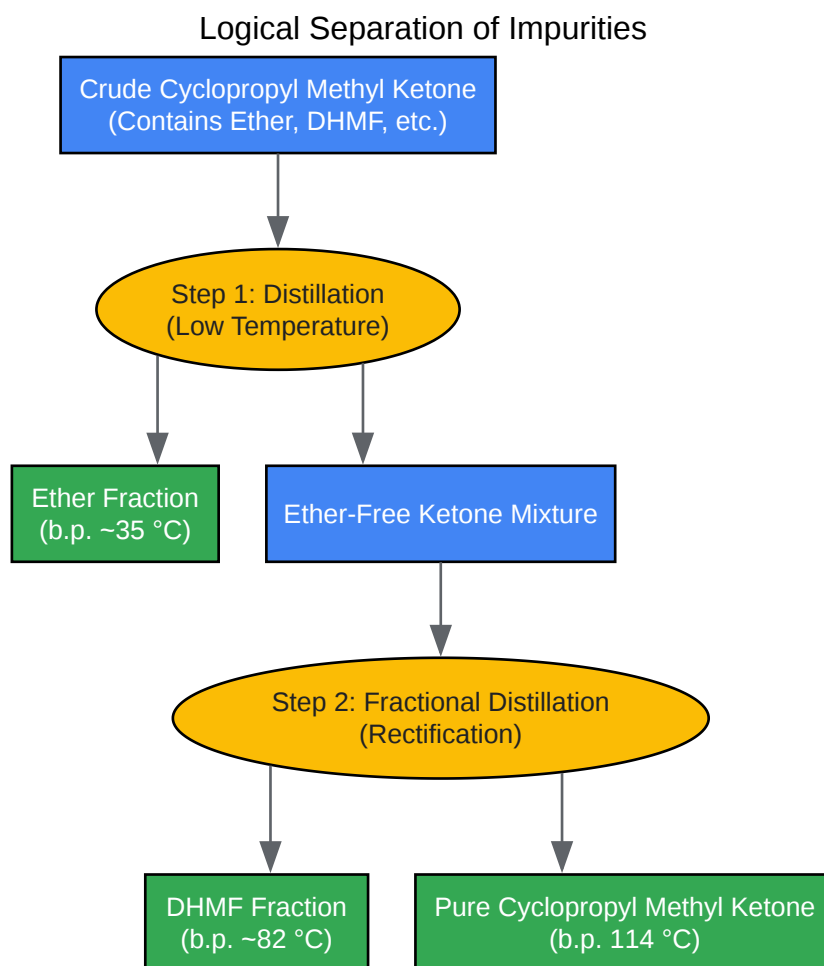 Logical Separation of Impurities
Crude Cyclopropyl Methyl Ketone
(Contains Ether, DHMF, etc.)
Step 1: Distillation
(Low Temperature)
Ether Fraction
(b.p. ~35 °C)
Ether-Free Ketone Mixture
Step 2: Fractional Distillation
(Rectification)
DHMF Fraction
(b.p. ~82 °C)
Pure Cyclopropyl Methyl Ketone
(b.p. 114 °C)